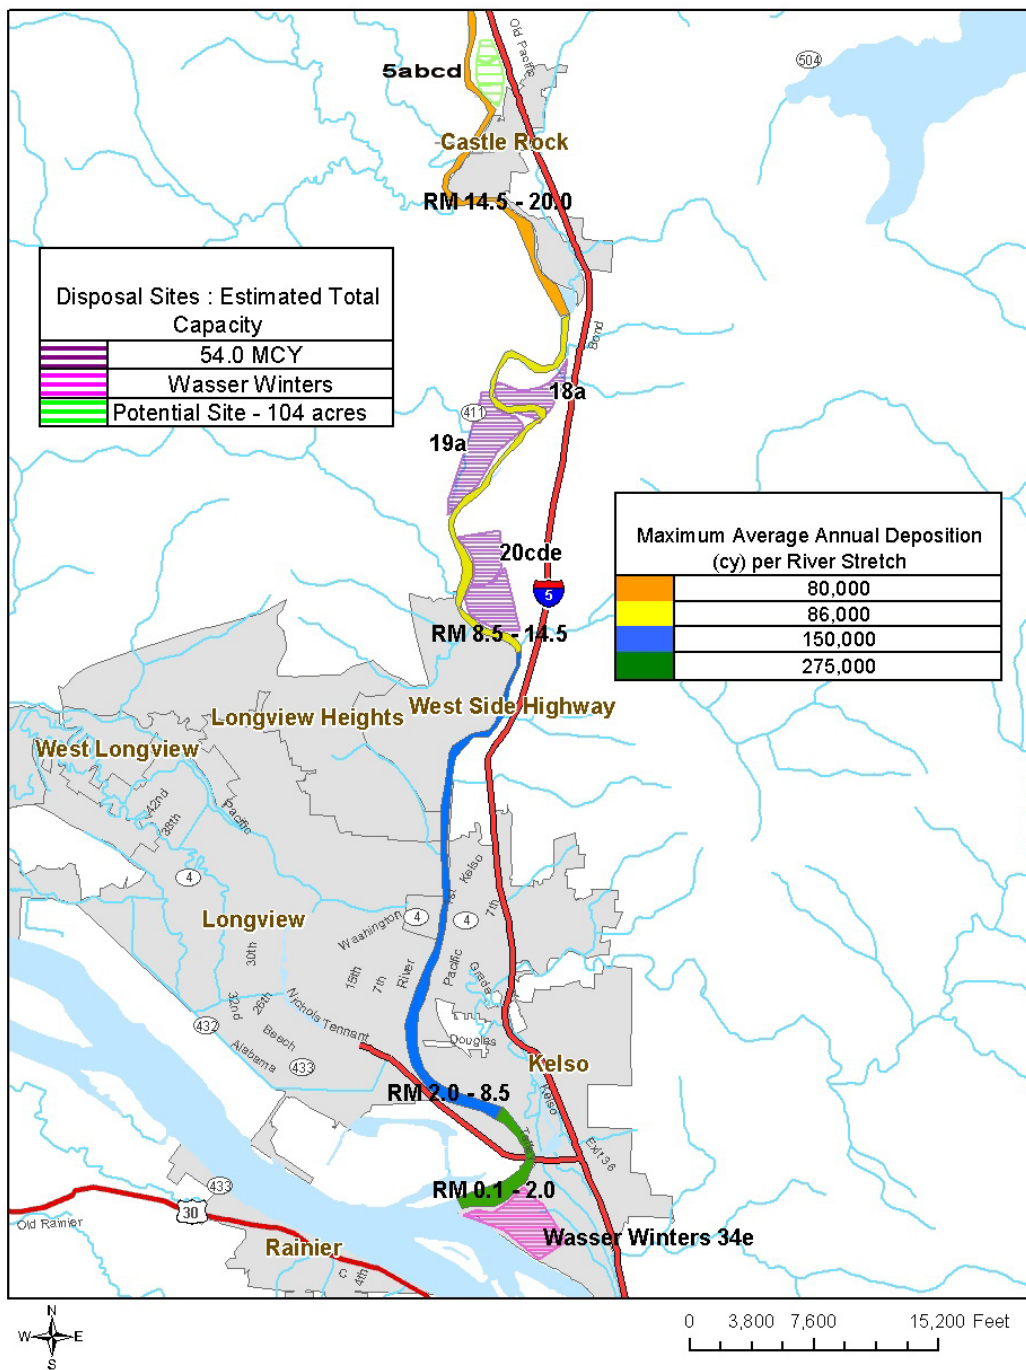 Old Pacific
504
5abcd
Castle Rock
RM 14.5 - 20.0
Disposal Sites : Estimated Total
Capacity
54.0 MCY
Wasser Winters
Potential Site - 104 acres
Bond
18a
411
19a
Maximum Average Annual Deposition
(cy) per River Stretch
80,000
86,000
150,000
275,000
20cde
5
RM 8.5 - 14.5
West Side Highway
Longview Heights
West Longview
42nd
38th
Pacific
4
Kelso
1st
7th
4
4
Washington
Longview
30th
15th
7th
River
Pacific
Grade
32nd
26th
Nichols
Tennant
432
Beech
Alabama
433
Douglas
Kelso
RM 2.0 - 8.5
Kelso
Exit 36
433
RM 0.1 - 2.0
30
Old Rainier
Rainier
C
4th
Wasser Winters 34e
N
W
E
S
0 3,800 7,600 15,200 Feet